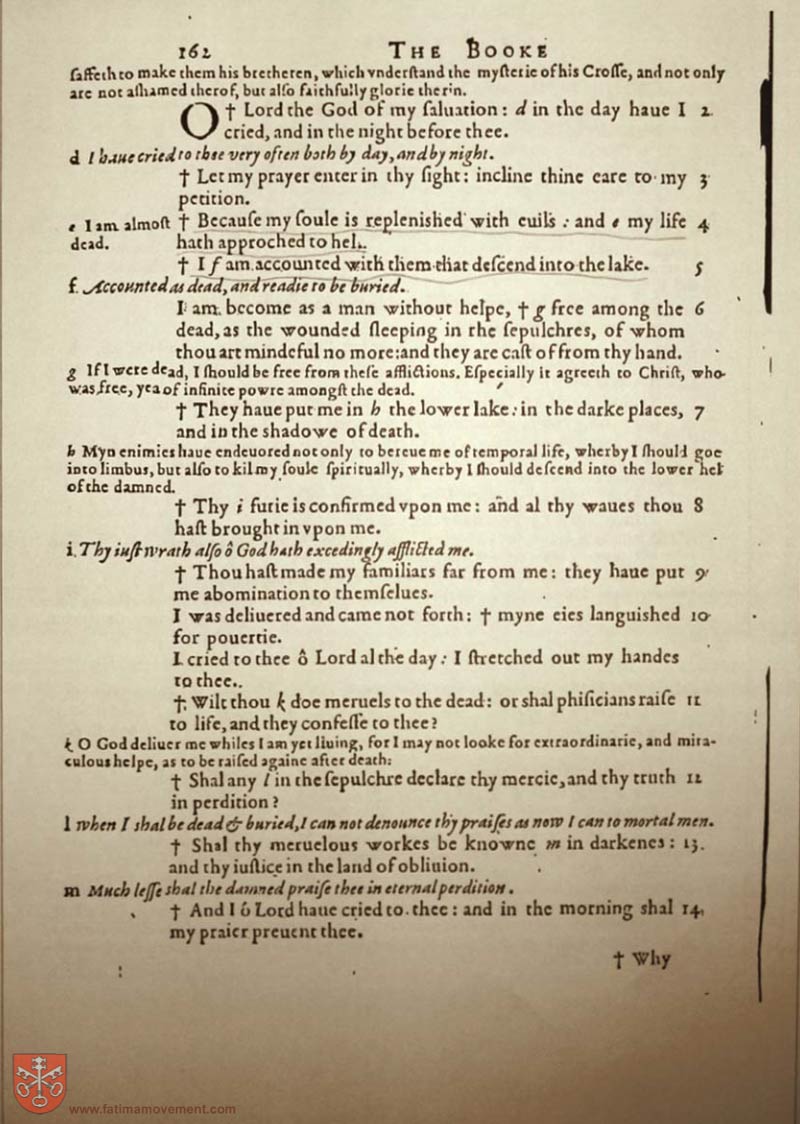 162 THE BOOKE
ſaffeth to make them his bretheren, which vnderſtand the myſterie of his Croſſe, and not only
are not aſhamed therof, but alſo faithfully glorie therin.
O † Lord the God of my ſaluation: d in the day haue I 2.
cried, and in the night before thee.
d I haue cried to thee very often both by day, and by night.
† Let my prayer enter in thy ſight: incline thine eare to my 3
petition.
e I am almoſt † Becauſe my ſoule is repleniſhed with euils: and e my life 4
dead. hath approched to hel.
† I f am accounted with them that deſcend into the lake. 5
f. Accounted as dead, and readie to be buried.
I am become as a man without helpe, † g free among the 6
dead, as the wounded ſleeping in the ſepulchres, of whom
thou art mindeful no more: and they are caſt of from thy hand.
g If I were dead, I ſhould be free from theſe afflictions. Eſpecially it agreeth to Chriſt, who
was free, yea of infinite powre amongſt the dead.
† They haue put me in h the lower lake: in the darke places, 7
and in the shadowe of death.
h Myn enimies haue endeuored not only to bereue me of temporal life, wherby I ſhould goe
into limbus, but alſo to kil my ſoule ſpiritually, wherby I ſhould deſcend into the lower hel
of the damned.
† Thy i furie is confirmed vpon me: and al thy waues thou 8
haſt brought in vpon me.
i. Thy iuſt wrath alſo ô God hath excedingly afflicted me.
† Thou haſt made my familiars far from me: they haue put 9
me abomination to themſelues.
I was deliuered and came not forth: † myne eies languished 10
for pouertie.
I cried to thee ô Lord al the day: I ſtretched out my handes
to thee.
† Wilt thou k doe meruels to the dead: or shal phiſicians raiſe 11
to life, and they confeſſe to thee?
k O God deliuer me whiles I am yet liuing, for I may not looke for extraordinarie, and mira-
culous helpe, as to be raiſed againe after death:
† Shal any l in the ſepulchre declare thy mercie, and thy truth 12
in perdition?
l when I shal be dead & buried, I can not denounce thy praiſes as now I can to mortal men.
† Shal thy meruelous workes be knowne m in darkenes: 13.
and thy iuſtice in the land of obliuion.
m Much leſſe shal the damned praiſe thee in eternal perdition.
† And I ô Lord haue cried to thee: and in the morning shal 14,
my praier preuent thee.
† Why
www.fatimamovement.com